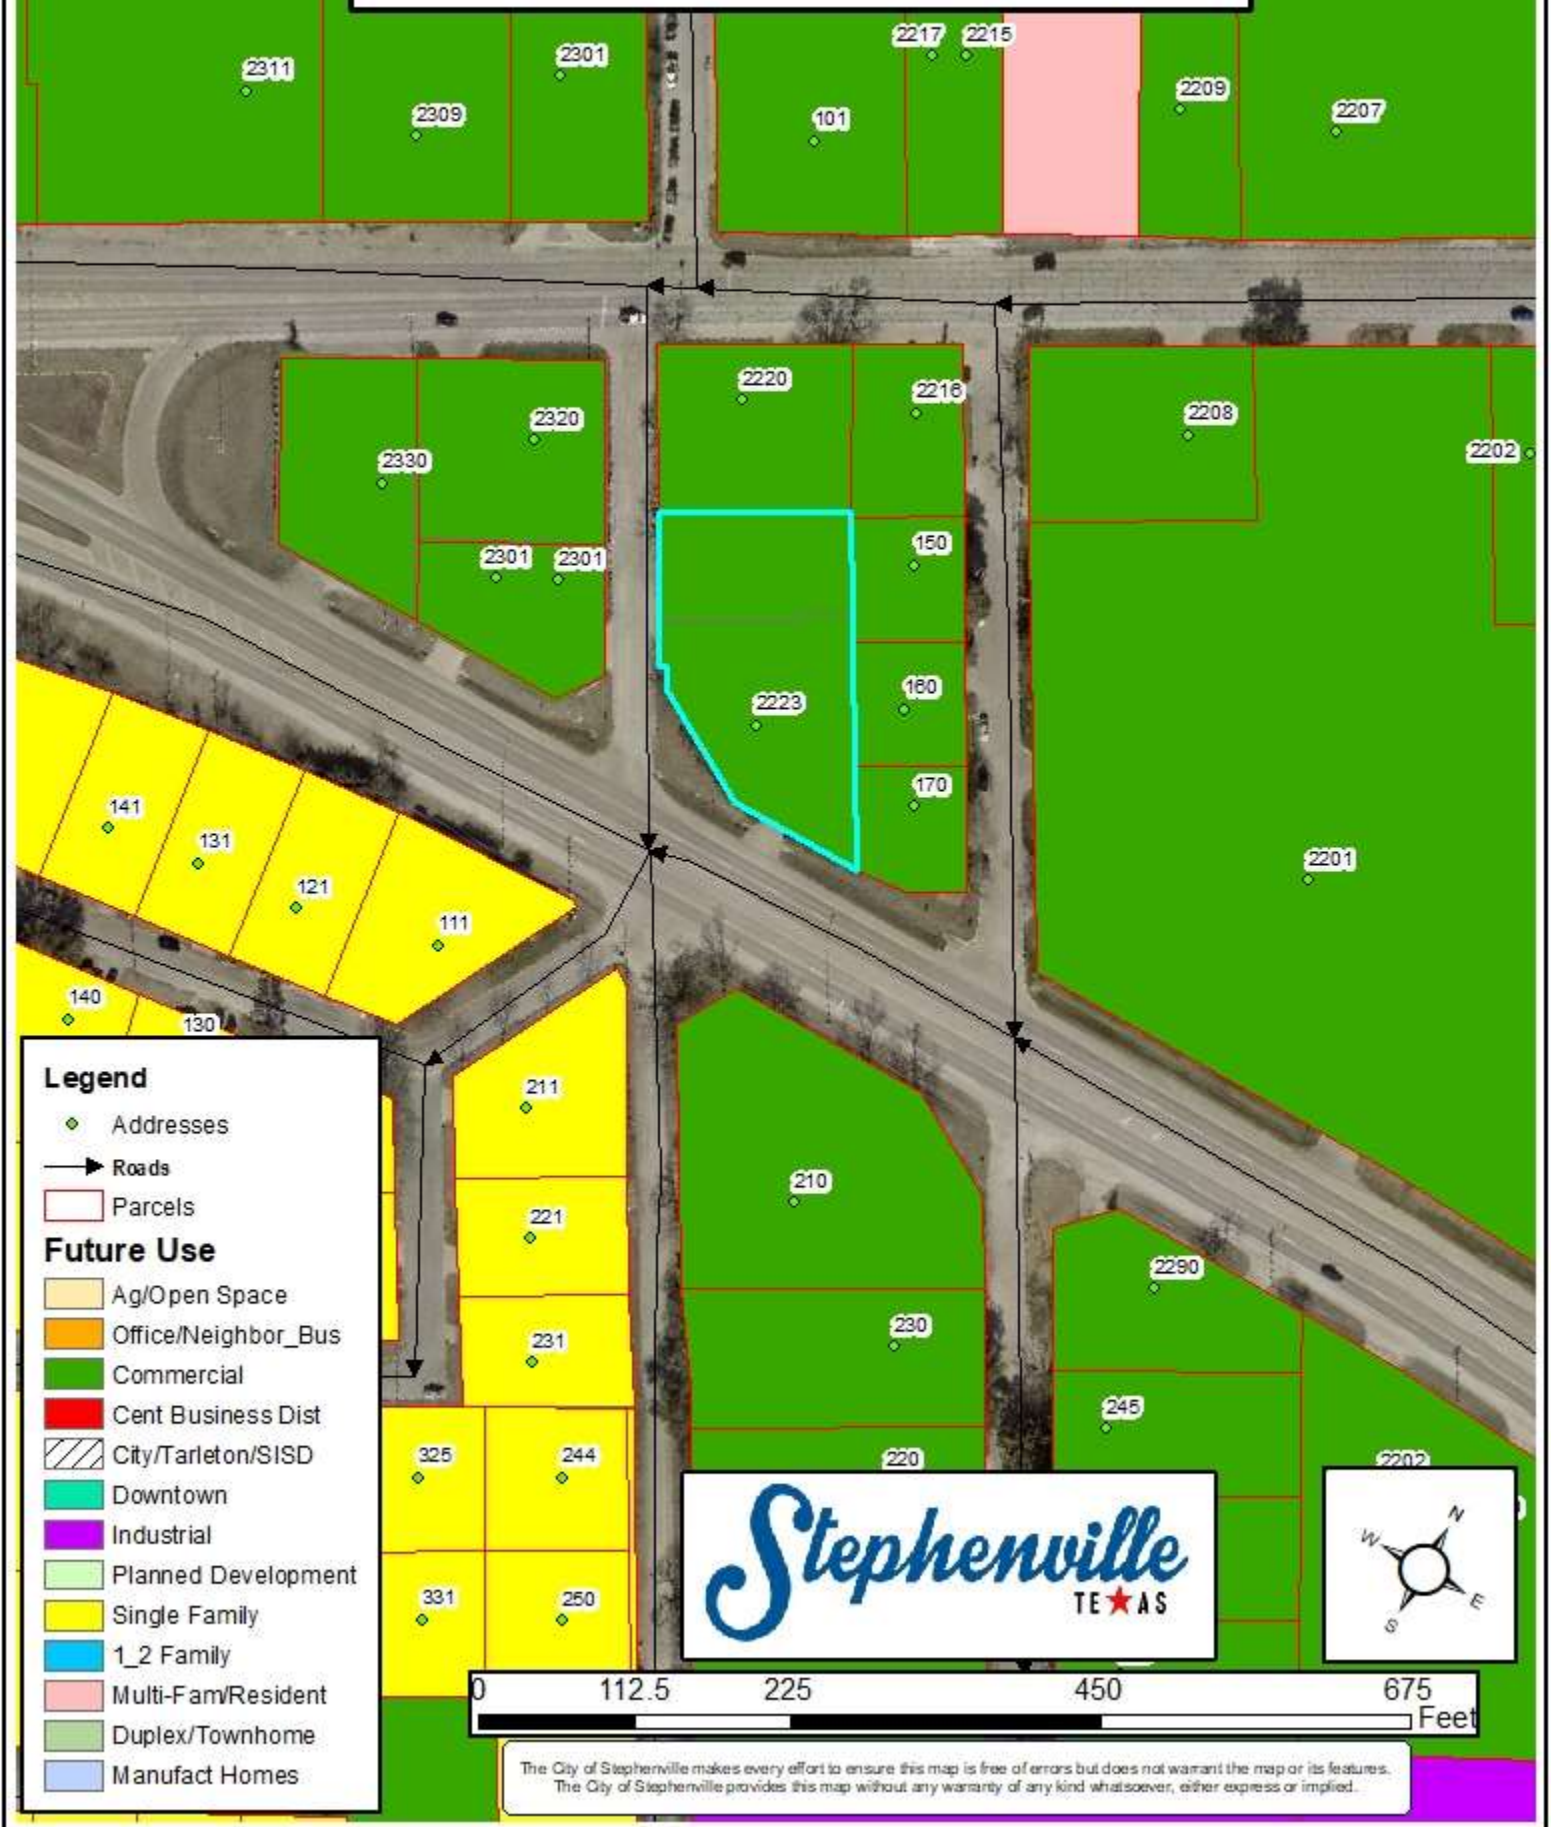 2217
2215
2301
2311
2209
2309
2207
101
2220
2216
2208
2320
2202
2330
150
2301
2301
160
2223
170
141
131
2201
121
111
140
130
Legend
Addresses
Roads
Parcels
Future Use
Ag/Open Space
Office/Neighbor_Bus
Commercial
Cent Business Dist
City/Tarleton/SISD
Downtown
Industrial
Planned Development
Single Family
1_2 Family
Multi-Fam/Resident
Duplex/Townhome
Manufact Homes
211
210
221
2290
230
231
245
325
244
220
2202
331
250
Stephenville
TEXAS
N
W
E
S
0 112.5 225 450 675
Feet
The City of Stephenville makes every effort to ensure this map is free of errors but does not warrant the map or its features.
The City of Stephenville provides this map without any warranty of any kind whatsoever, either express or implied.